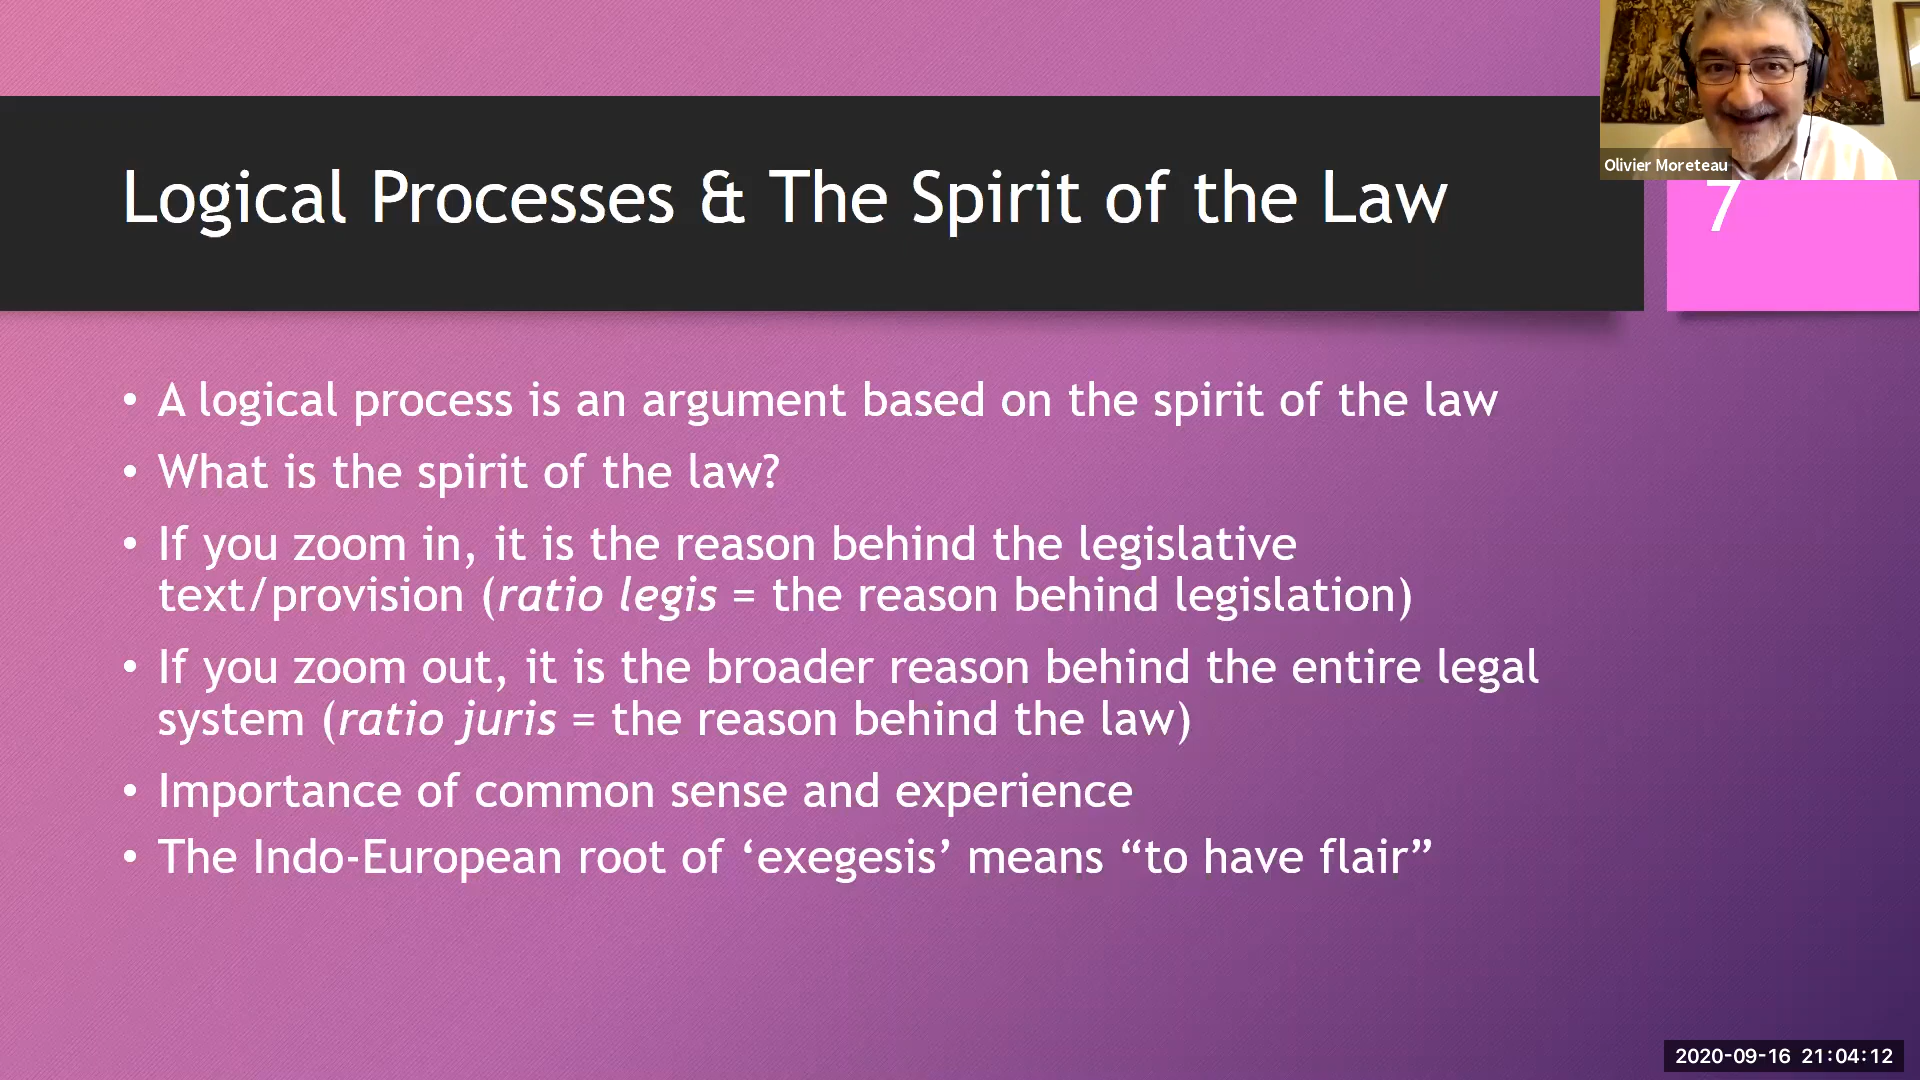 Olivier Moreteau
Logical Processes & The Spirit of the Law
7
• A logical process is an argument based on the spirit of the law
• What is the spirit of the law?
• If you zoom in, it is the reason behind the legislative
text/provision (ratio legis = the reason behind legislation)
• If you zoom out, it is the broader reason behind the entire legal
system (ratio juris = the reason behind the law)
• Importance of common sense and experience
• The Indo-European root of ‘exegesis’ means “to have flair”
2020-09-16 21:04:12